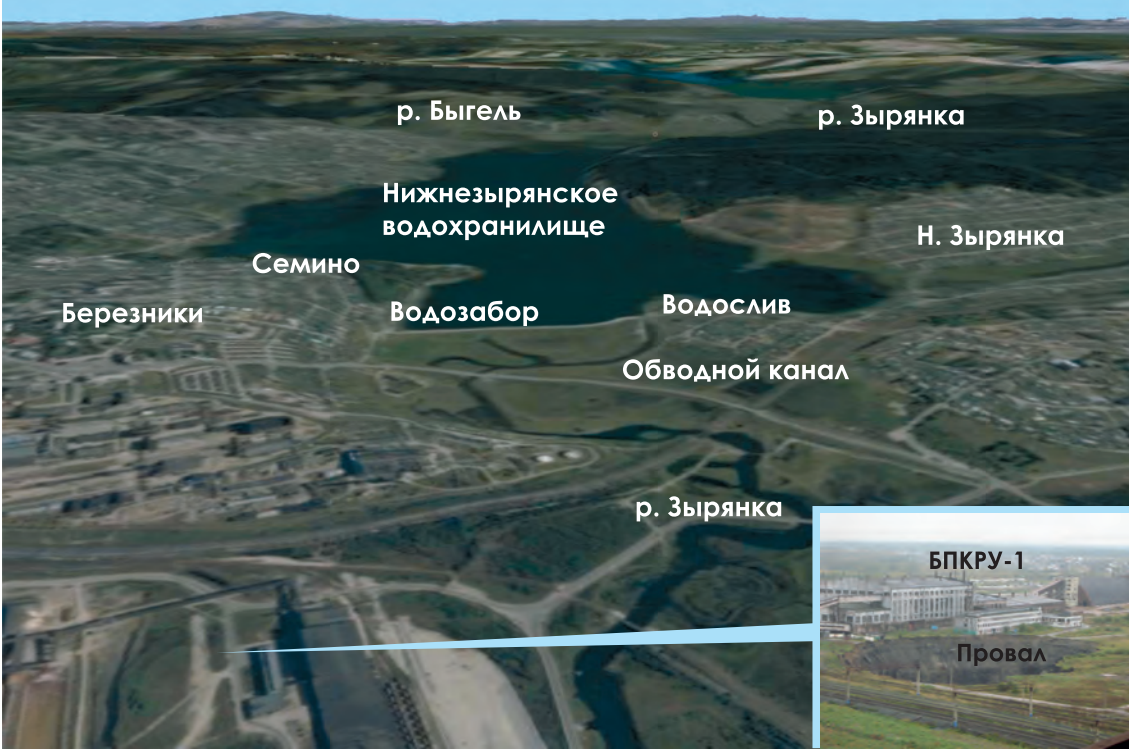 р. Быгель
р. Зырянка
Нижнезырянское
водохранилище
Н. Зырянка
Семино
Березники
Водозабор
Водослив
Обводной канал
р. Зырянка
БПКРУ-1
Провал